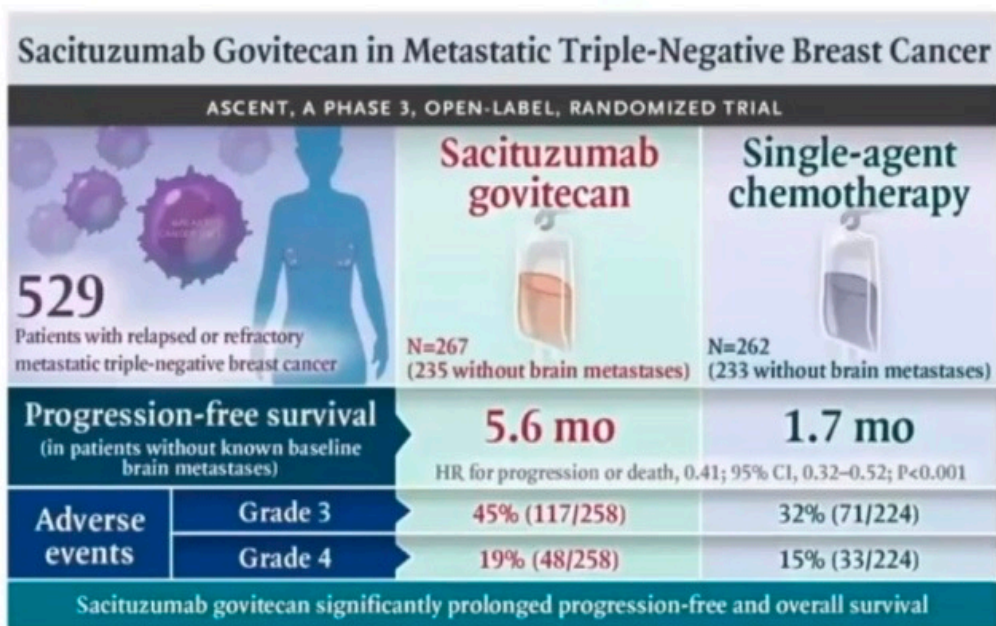 Sacituzumab Govitecan in Metastatic Triple-Negative Breast Cancer
ASCENT, A PHASE 3, OPEN-LABEL, RANDOMIZED TRIAL
529
Patients with relapsed or refractory
metastatic triple-negative breast cancer
Sacituzumab
govitecan
N=267
(235 without brain metastases)
Single-agent
chemotherapy
N=262
(233 without brain metastases)
Progression-free survival
(in patients without known baseline
brain metastases)
5.6 mo
1.7 mo
HR for progression or death, 0.41; 95% CI, 0.32–0.52; P<0.001
Adverse
events
Grade 3
45% (117/258)
32% (71/224)
Grade 4
19% (48/258)
15% (33/224)
Sacituzumab govitecan significantly prolonged progression-free and overall survival